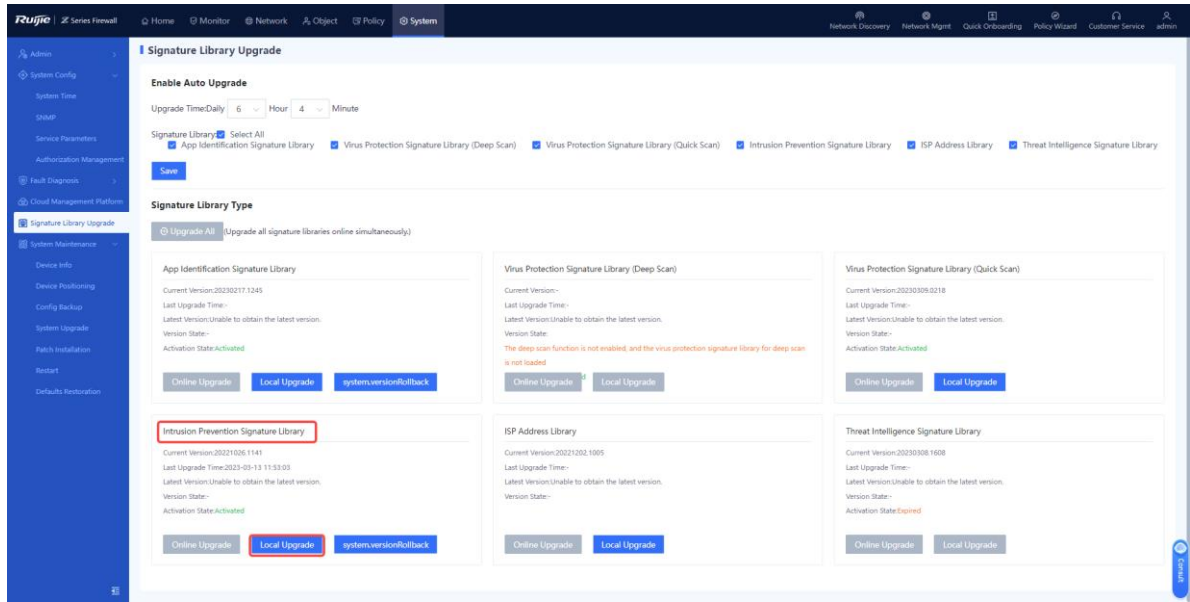 Ruijie | Z Series Firewall
Home Monitor Network Object Policy System
Network Discovery Network Mgmt Quick Onboarding Policy Wizard Customer Service admin
Admin
System Config
System Time
SNMP
Service Parameters
Authorization Management
Fault Diagnosis
Cloud Management Platform
Signature Library Upgrade
System Maintenance
Device Info
Device Positioning
Config Backup
System Upgrade
Patch Installation
Restart
Defaults Restoration
Signature Library Upgrade
Enable Auto Upgrade
Upgrade Time:Daily 6 Hour 4 Minute
Signature Library: Select All
App Identification Signature Library Virus Protection Signature Library (Deep Scan) Virus Protection Signature Library (Quick Scan) Intrusion Prevention Signature Library ISP Address Library Threat Intelligence Signature Library
Save
Signature Library Type
Upgrade All (Upgrade all signature libraries online simultaneously.)
App Identification Signature Library
Current Version:20230217.1245
Last Upgrade Time:-
Latest Version:Unable to obtain the latest version.
Version State:-
Activation State:Activated
Online Upgrade Local Upgrade system.versionRollback
Virus Protection Signature Library (Deep Scan)
Current Version:-
Last Upgrade Time:-
Latest Version:Unable to obtain the latest version.
Version State:
The deep scan function is not enabled, and the virus protection signature library for deep scan
is not loaded
Online Upgrade Local Upgrade
Virus Protection Signature Library (Quick Scan)
Current Version:20230309.0218
Last Upgrade Time:-
Latest Version:Unable to obtain the latest version.
Version State:-
Activation State:Activated
Online Upgrade Local Upgrade
Intrusion Prevention Signature Library
Current Version:20221026.1141
Last Upgrade Time:2023-03-13 11:53:03
Latest Version:Unable to obtain the latest version.
Version State:-
Activation State:Activated
Online Upgrade Local Upgrade system.versionRollback
ISP Address Library
Current Version:20221202.1005
Last Upgrade Time:-
Latest Version:Unable to obtain the latest version.
Version State:-
Online Upgrade Local Upgrade
Threat Intelligence Signature Library
Current Version:20230308.1608
Last Upgrade Time:-
Latest Version:Unable to obtain the latest version.
Version State:-
Activation State:Expired
Online Upgrade Local Upgrade
Consult